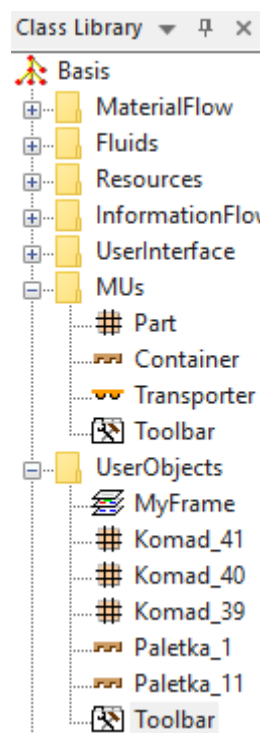 Class Library
Basis
MaterialFlow
Fluids
Resources
InformationFlow
UserInterface
MUs
Part
Container
Transporter
Toolbar
UserObjects
MyFrame
Komad_41
Komad_40
Komad_39
Paletka_1
Paletka_11
Toolbar